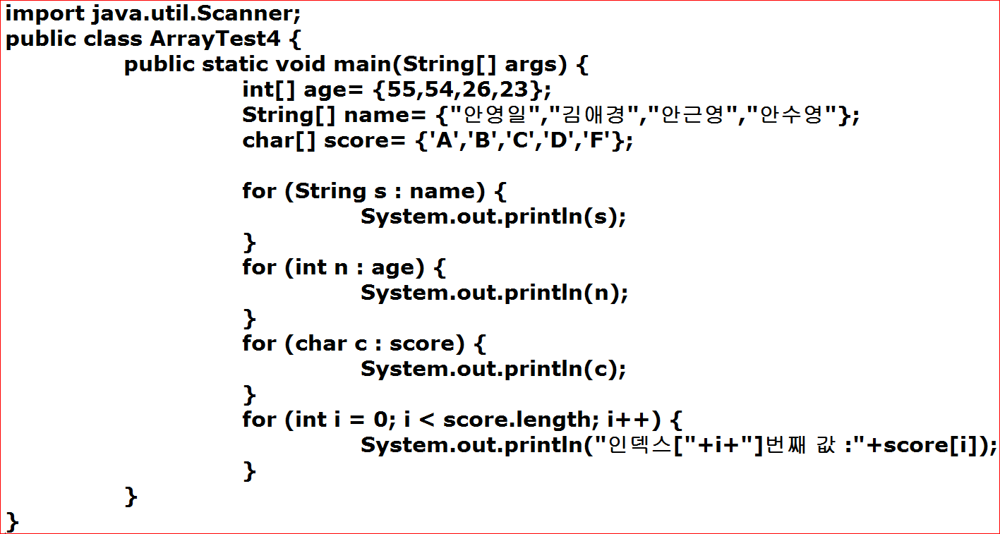 import java.util.Scanner;
public class ArrayTest4 {
public static void main(String[] args) {
int[] age= {55,54,26,23};
String[] name= {"안영일","김애경","안근영","안수영"};
char[] score= {'A','B','C','D','F'};
for (String s : name) {
System.out.println(s);
}
for (int n : age) {
System.out.println(n);
}
for (char c : score) {
System.out.println(c);
}
for (int i = 0; i < score.length; i++) {
System.out.println("인덱스["+i+"]번째 값 :"+score[i]);
}
}
}